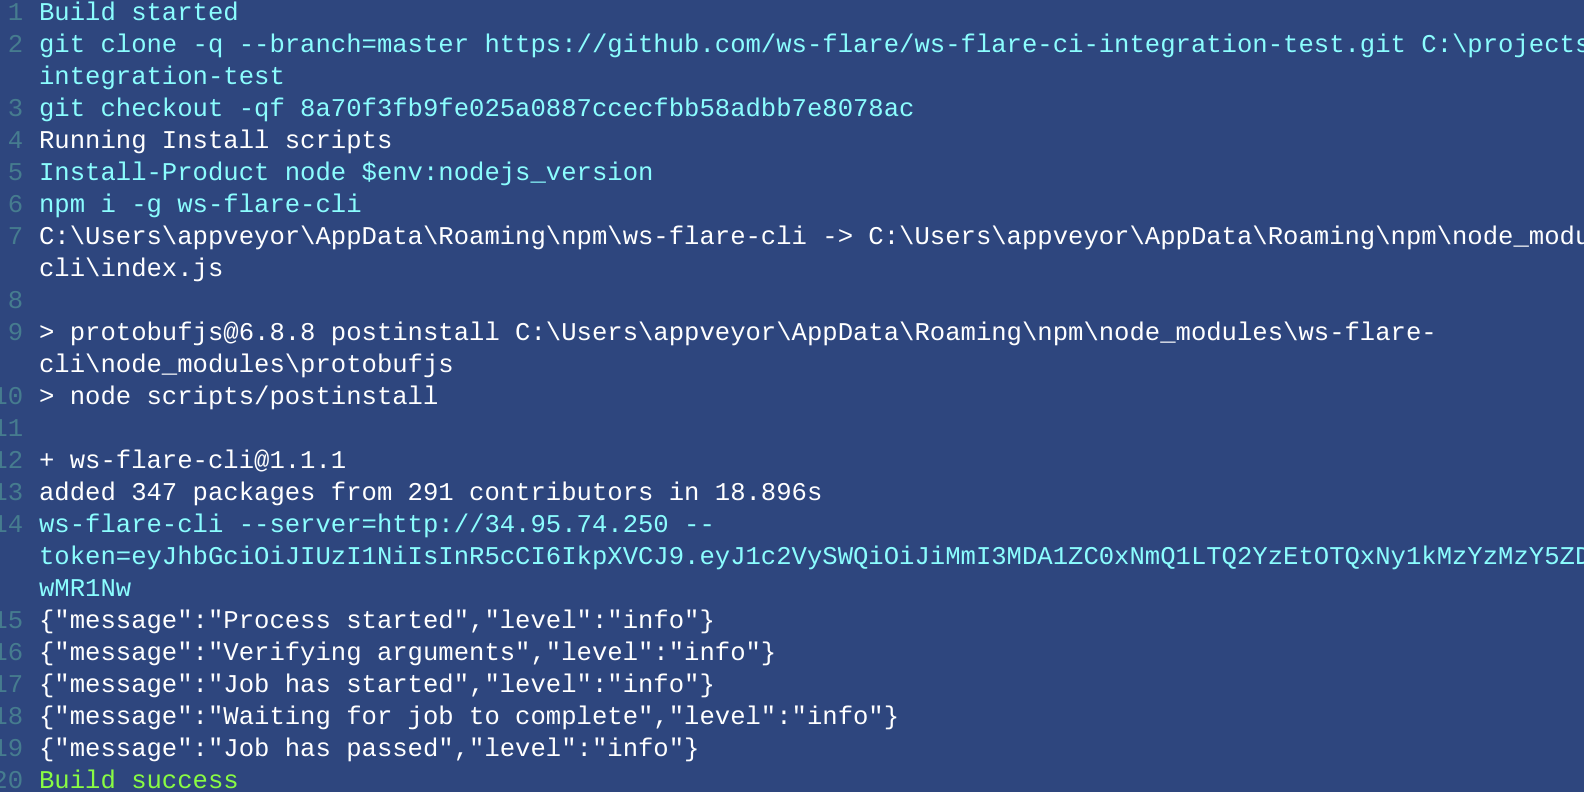 1 Build started
2 git clone -q --branch=master https://github.com/ws-flare/ws-flare-ci-integration-test.git C:\projects
integration-test
3 git checkout -qf 8a70f3fb9fe025a0887ccecfbb58adbb7e8078ac
4 Running Install scripts
5 Install-Product node $env:nodejs_version
6 npm i -g ws-flare-cli
7 C:\Users\appveyor\AppData\Roaming\npm\ws-flare-cli -> C:\Users\appveyor\AppData\Roaming\npm\node_modu
cli\index.js
8
9 > protobufjs@6.8.8 postinstall C:\Users\appveyor\AppData\Roaming\npm\node_modules\ws-flare-
cli\node_modules\protobufjs
10 > node scripts/postinstall
11
12 + ws-flare-cli@1.1.1
13 added 347 packages from 291 contributors in 18.896s
14 ws-flare-cli --server=http://34.95.74.250 --
token=eyJhbGciOiJIUzI1NiIsInR5cCI6IkpXVCJ9.eyJ1c2VySWQiOiJiMmI3MDA1ZC0xNmQ1LTQ2YzEtOTQxNy1kMzYzMzY5ZD
wMR1Nw
15 {"message":"Process started","level":"info"}
16 {"message":"Verifying arguments","level":"info"}
17 {"message":"Job has started","level":"info"}
18 {"message":"Waiting for job to complete","level":"info"}
19 {"message":"Job has passed","level":"info"}
20 Build success